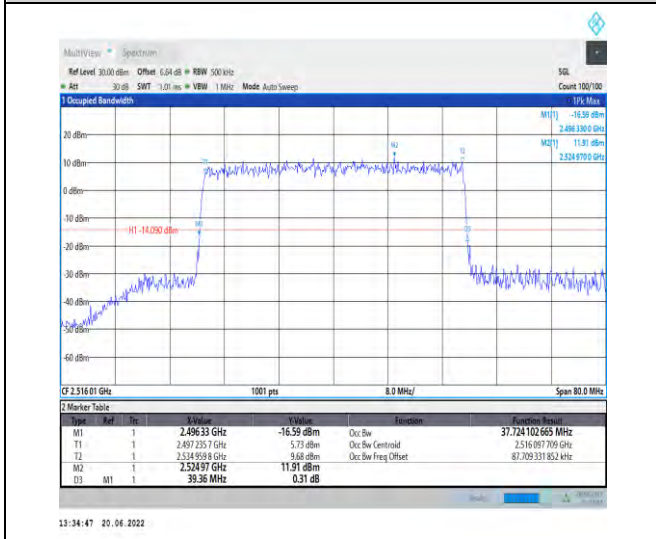 MultiView Spectrum
Ref Level 30.00 dBm Offset 6.64 dB RBW 500 kHz SGL
Att 30 dB SWT 1.01 ms VBW 1 MHz Mode Auto Sweep Count 100/100
1 Occupied Bandwidth 1Pk Max
M1[1] -16.59 dBm
2.496 330 0 GHz
M2[1] 11.91 dBm
2.524 970 0 GHz
20 dBm
10 dBm
0 dBm
-10 dBm
-20 dBm
-30 dBm
-40 dBm
-50 dBm
-60 dBm
H1 -14.090 dBm
M2
M1
CF 2.516 01 GHz 1001 pts 8.0 MHz/ Span 80.0 MHz
2 Marker Table
Type Ref Trc X-Value Y-Value Function Function Result
M1 1 2.496 33 GHz -16.59 dBm Occ Bw 37.724 102 665 MHz
T1 1 2.497 235 7 GHz 5.73 dBm Occ Bw Centroid 2.516 097 709 GHz
T2 1 2.534 959 8 GHz 9.68 dBm Occ Bw Freq Offset 87.709 331 852 kHz
M2 1 2.524 97 GHz 11.91 dBm
D3 M1 1 39.36 MHz 0.31 dB
13:34:47 20.06.2022